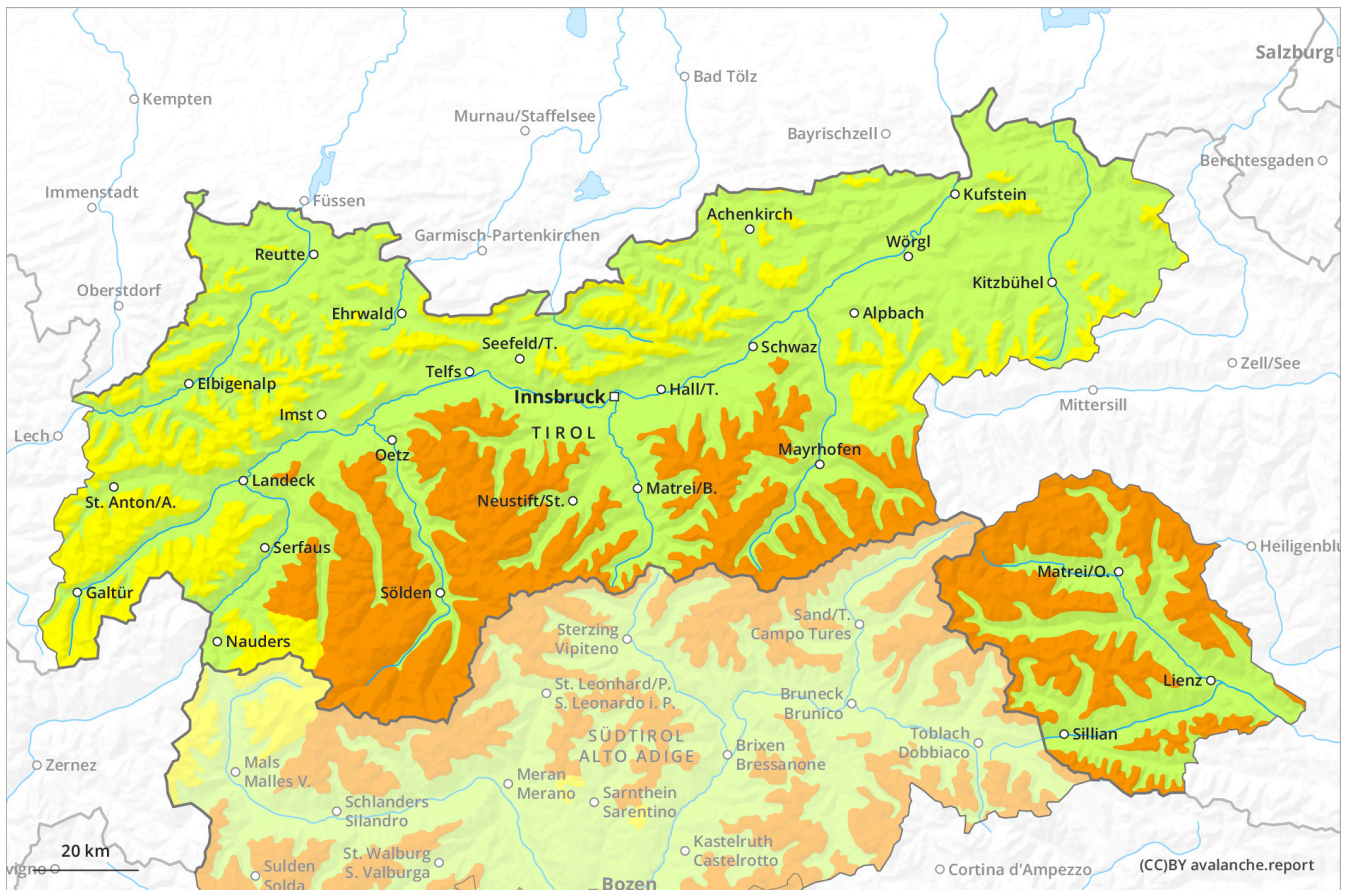 Salzburg
Bad Tölz
Kempten
Murnau/Staffelsee
Bayrischzell
Berchtesgaden
Immenstadt
Füssen
Kufstein
Achenkirch
Garmisch-Partenkirchen
Wörgl
Reutte
Kitzbühel
Oberstdorf
Ehrwald
Alpbach
Seefeld/T.
Schwaz
Telfs
Zell/See
Elbigenalp
Hall/T.
Innsbruck
Mittersill
Imst
Lech
TIROL
Mayrhofen
Oetz
Landeck
Matrei/B.
St. Anton/A.
Neustift/St.
Serfaus
Heiligenblu
Matrei/O.
Galtür
Sölden
Sand/T.
Campo Tures
Sterzing
Vipiteno
Nauders
Lienz
St. Leonhard/P.
S. Leonardo i. P.
Bruneck
Brunico
SÜDTIROL
ALTO ADIGE
Toblach
Dobbiaco
Sillian
Brixen
Bressanone
Zernez
Mals
Malles V.
Meran
Merano
Schlanders
Silandro
Sarnthein
Sarentino
Kastelruth
Castelrotto
20 km
St. Walburg
S. Valburga
vigno
Sulden
Solda
Cortina d'Ampezzo
(CC)BY avalanche.report
Bozen